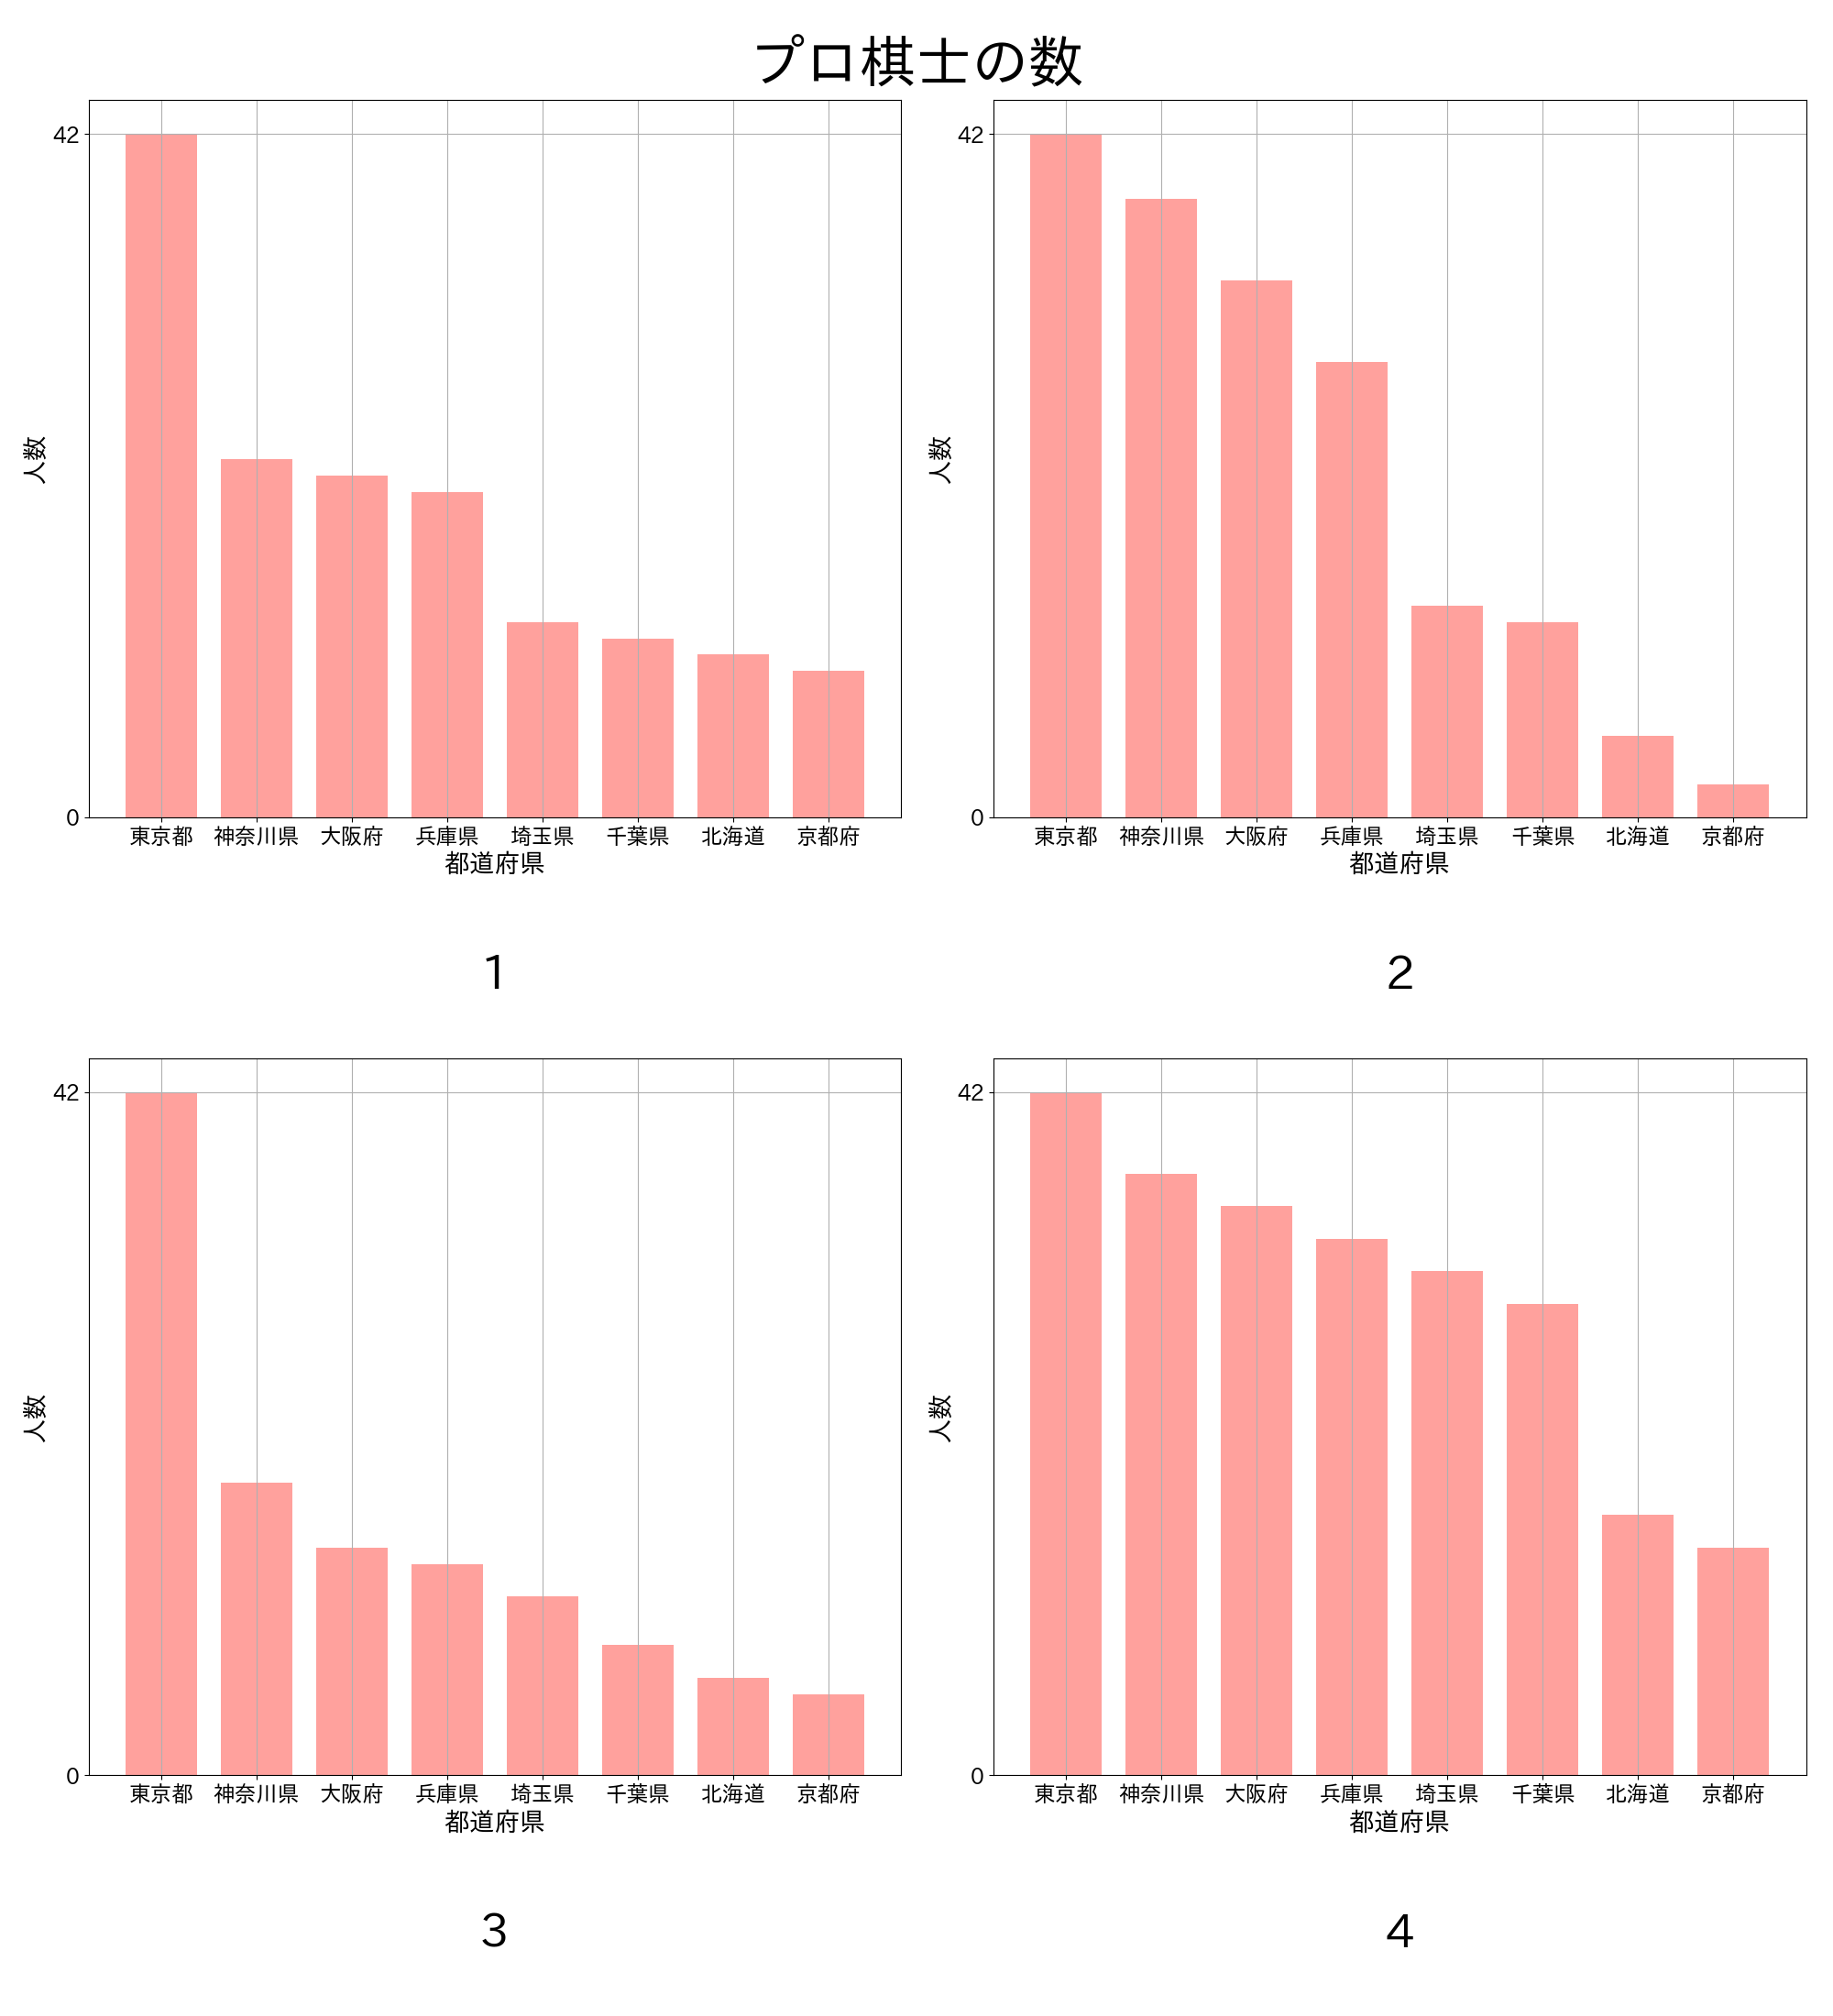 プロ棋士の数
42
0
人数
東京都 神奈川県 大阪府 兵庫県 埼玉県 千葉県 北海道 京都府
都道府県
1
42
0
人数
東京都 神奈川県 大阪府 兵庫県 埼玉県 千葉県 北海道 京都府
都道府県
2
42
0
人数
東京都 神奈川県 大阪府 兵庫県 埼玉県 千葉県 北海道 京都府
都道府県
3
42
0
人数
東京都 神奈川県 大阪府 兵庫県 埼玉県 千葉県 北海道 京都府
都道府県
4